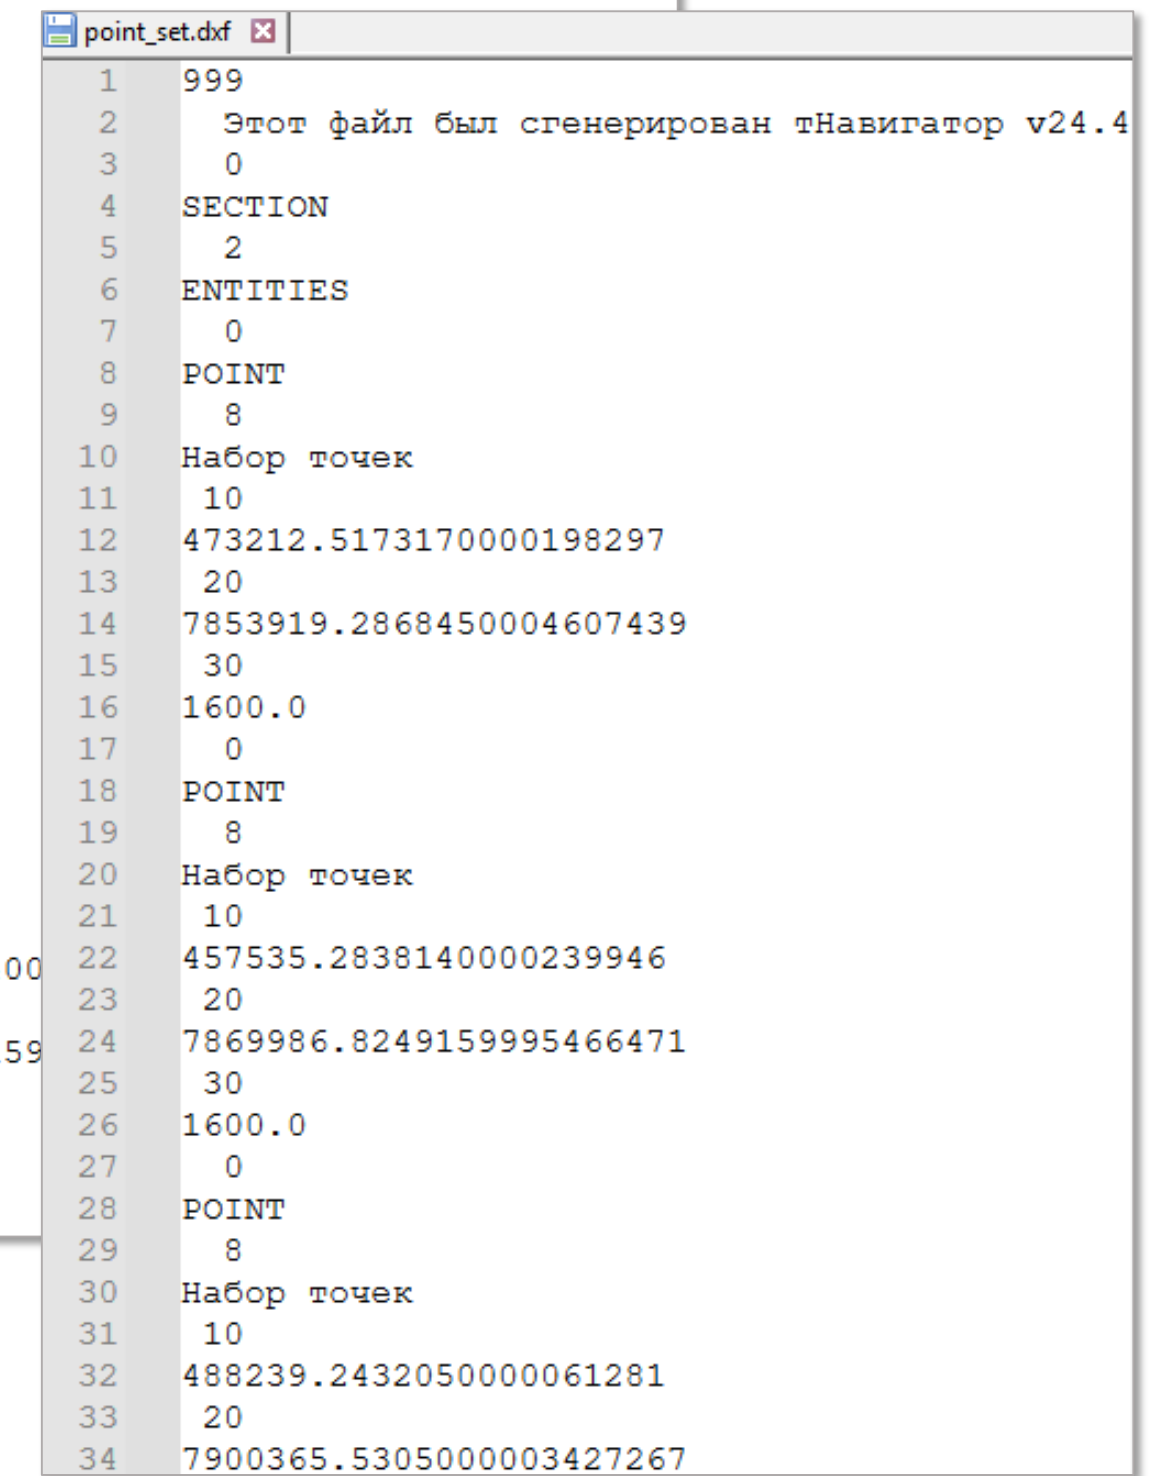 point_set.dxf
1 999
2 Этот файл был сгенерирован тНавигатор v24.4
3 0
4 SECTION
5 2
6 ENTITIES
7 0
8 POINT
9 8
10 Набор точек
11 10
12 473212.5173170000198297
13 20
14 7853919.2868450004607439
15 30
16 1600.0
17 0
18 POINT
19 8
20 Набор точек
21 10
00
22 457535.2838140000239946
23 20
59
24 7869986.8249159995466471
25 30
26 1600.0
27 0
28 POINT
29 8
30 Набор точек
31 10
32 488239.2432050000061281
33 20
34 7900365.5305000003427267